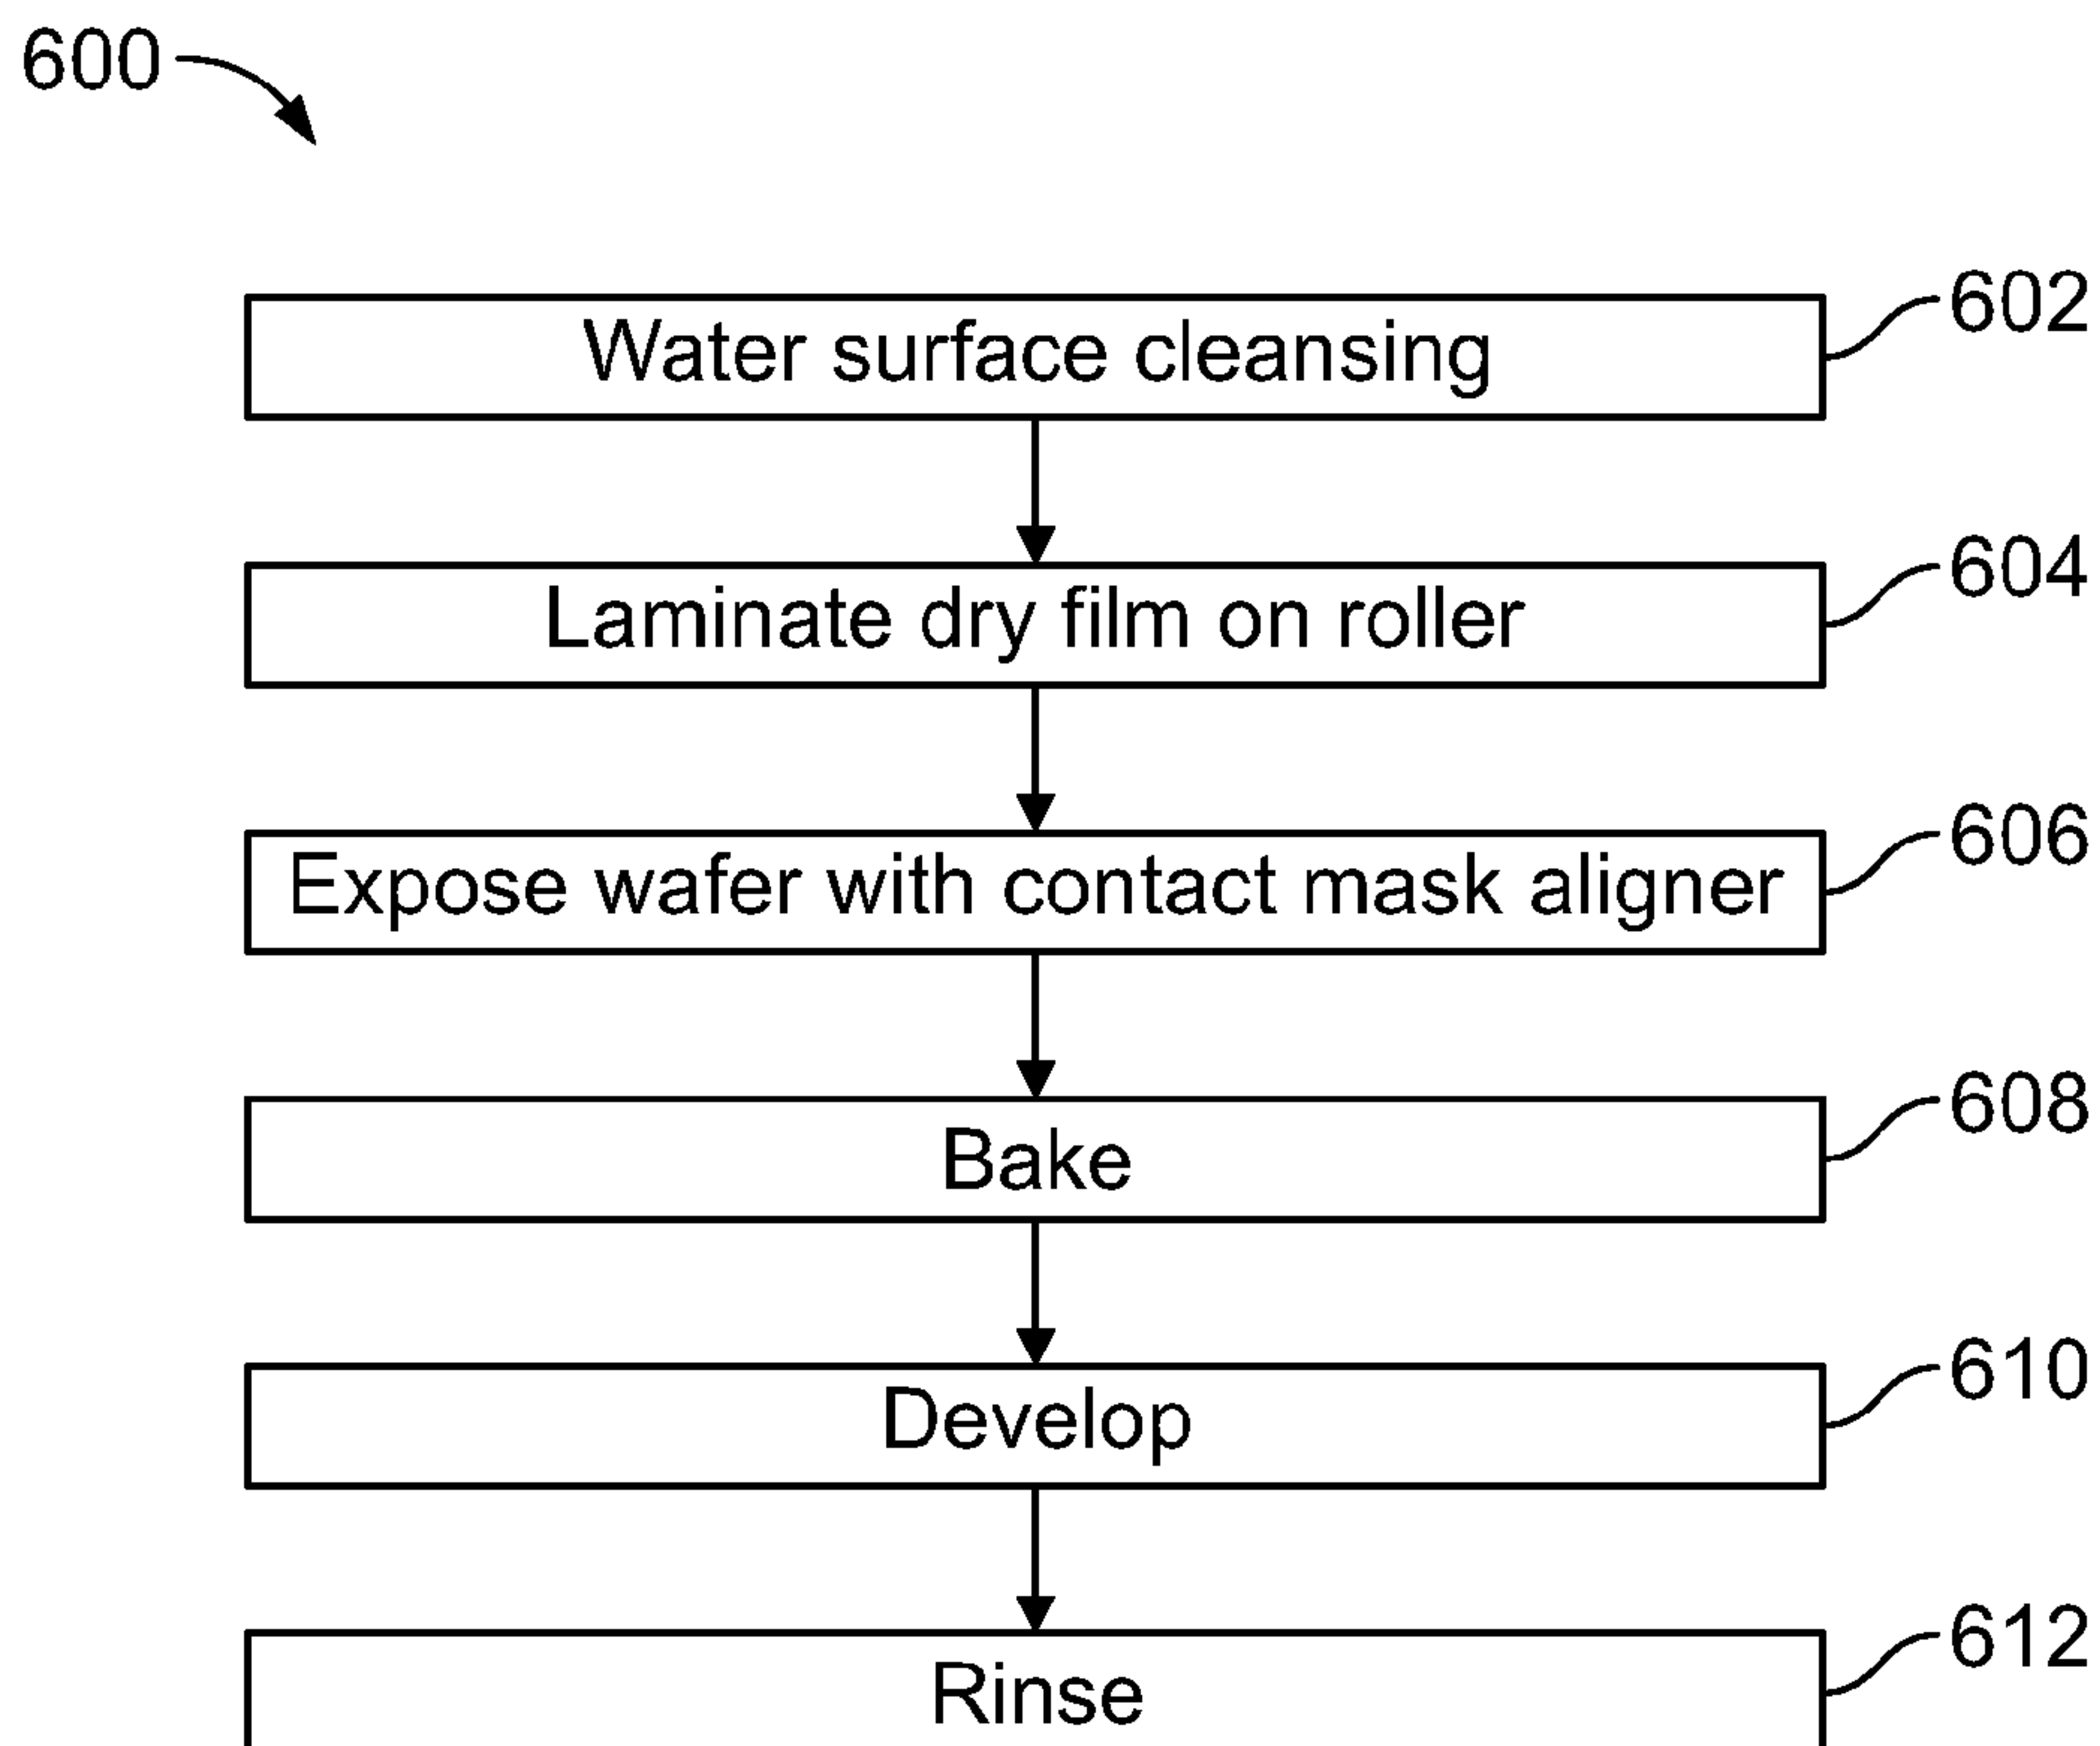 600
Water surface cleansing
602
Laminate dry film on roller
604
Expose wafer with contact mask aligner
606
Bake
608
Develop
610
Rinse
612